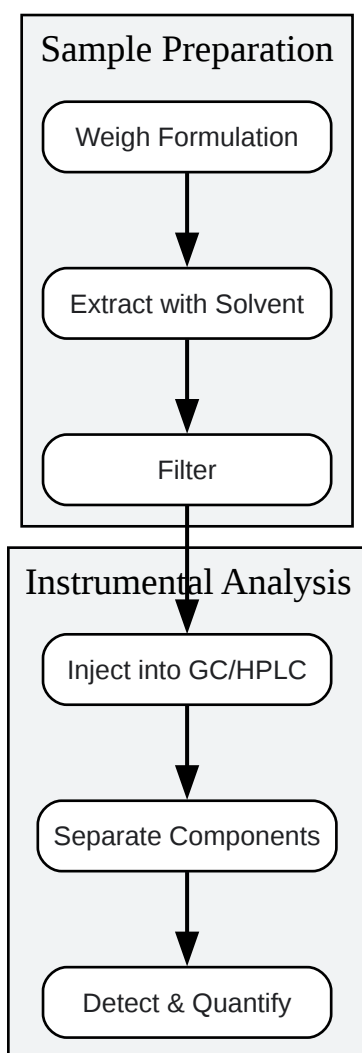 Sample Preparation
Weigh Formulation
Extract with Solvent
Filter
Instrumental Analysis
Inject into GC/HPLC
Separate Components
Detect & Quantify